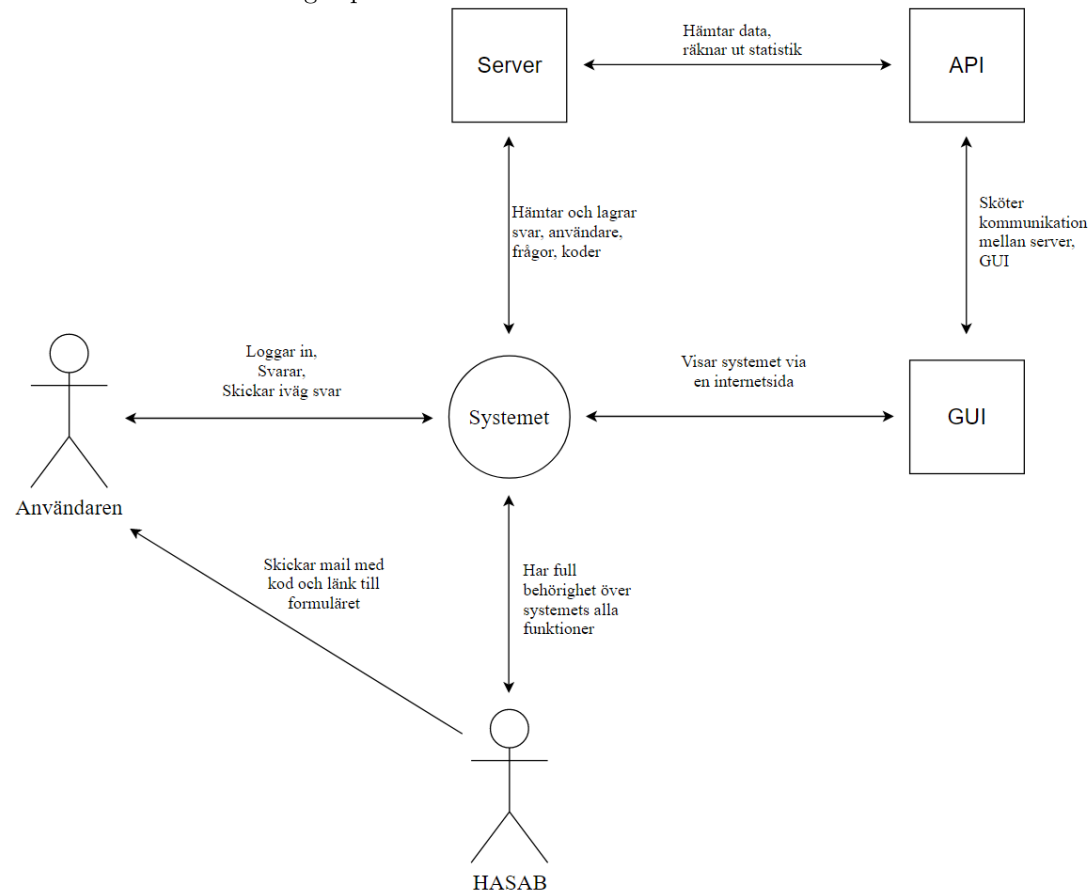 Server
Hämtar data,
räknar ut statistik
API
Hämtar och lagrar
svar, användare,
frågor, koder
Sköter
kommunikation
mellan server,
GUI
Loggar in,
Svarar,
Skickar iväg svar
Systemet
Visar systemet via
en internetsida
GUI
Användaren
Skickar mail med
kod och länk till
formuläret
Har full
behörighet över
systemets alla
funktioner
HASAB